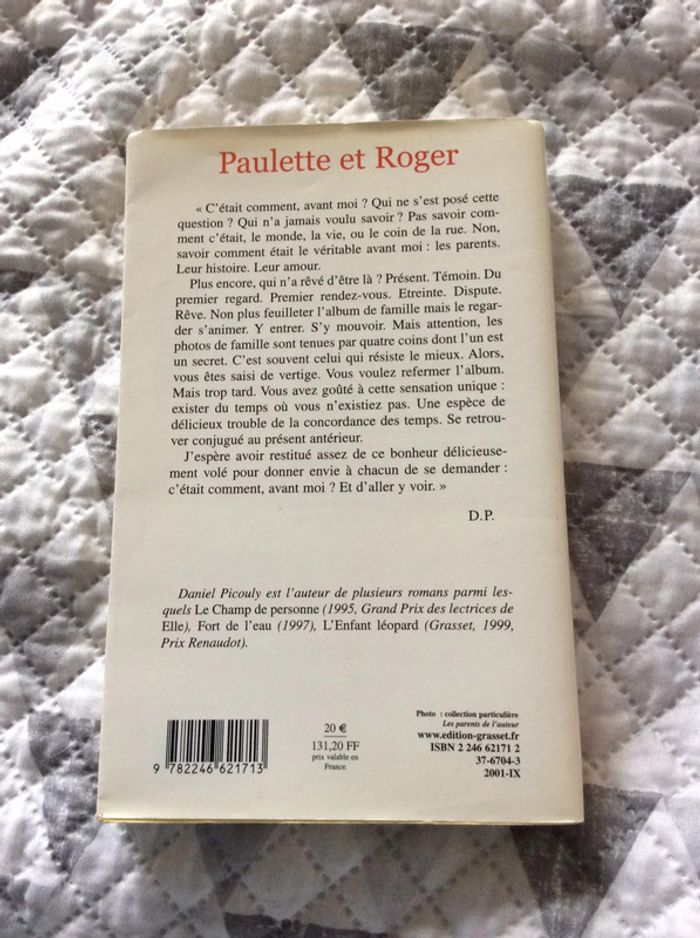 Paulette et Roger
« C'était comment, avant moi ? Qui ne s'est posé cette
question ? Qui n'a jamais voulu savoir ? Pas savoir com-
ment c'était, le monde, la vie, ou le coin de la rue. Non,
savoir comment était le véritable avant moi : les parents.
Leur histoire. Leur amour.
Plus encore, qui n'a rêvé d'être là ? Présent. Témoin. Du
premier regard. Premier rendez-vous. Etreinte. Dispute.
Rêve. Non plus feuilleter l'album de famille mais le regar-
der s'animer. Y entrer. S'y mouvoir. Mais attention, les
photos de famille sont tenues par quatre coins dont l'un est
un secret. C'est souvent celui qui résiste le mieux. Alors,
vous êtes saisi de vertige. Vous voulez refermer l'album.
Mais trop tard. Vous avez goûté à cette sensation unique :
exister du temps où vous n'existiez pas. Une espèce de
délicieux trouble de la concordance des temps. Se retrou-
ver conjugué au présent antérieur.
J'espère avoir restitué assez de ce bonheur délicieuse-
ment volé pour donner envie à chacun de se demander :
c'était comment, avant moi ? Et d'aller y voir. »
D.P.
Daniel Picouly est l'auteur de plusieurs romans parmi les-
quels Le Champ de personne (1995, Grand Prix des lectrices de
Elle), Fort de l'eau (1997), L'Enfant léopard (Grasset, 1999,
Prix Renaudot).
9 782246 621713
20 €
131,20 FF
prix valable en
France
Photo : collection particulière
Les parents de l'auteur
www.edition-grasset.fr
ISBN 2 246 62171 2
37-6704-3
2001-IX